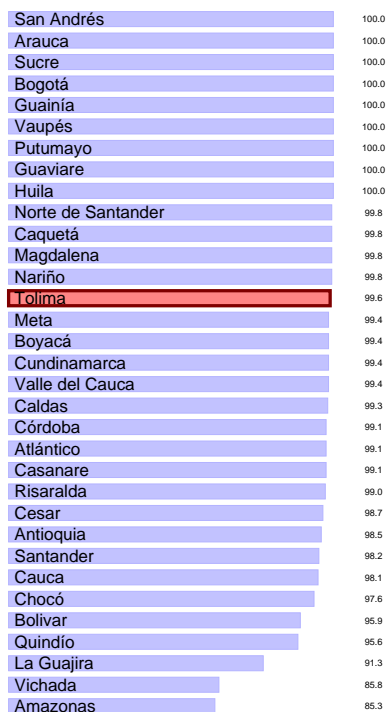 San Andrés 100.0
Arauca 100.0
Sucre 100.0
Bogotá 100.0
Guainía 100.0
Vaupés 100.0
Putumayo 100.0
Guaviare 100.0
Huila 100.0
Norte de Santander 99.8
Caquetá 99.8
Magdalena 99.8
Nariño 99.8
Tolima 99.6
Meta 99.4
Boyacá 99.4
Cundinamarca 99.4
Valle del Cauca 99.4
Caldas 99.3
Córdoba 99.1
Atlántico 99.1
Casanare 99.1
Risaralda 99.0
Cesar 98.7
Antioquia 98.5
Santander 98.2
Cauca 98.1
Chocó 97.6
Bolivar 95.9
Quindío 95.6
La Guajira 91.3
Vichada 85.8
Amazonas 85.3